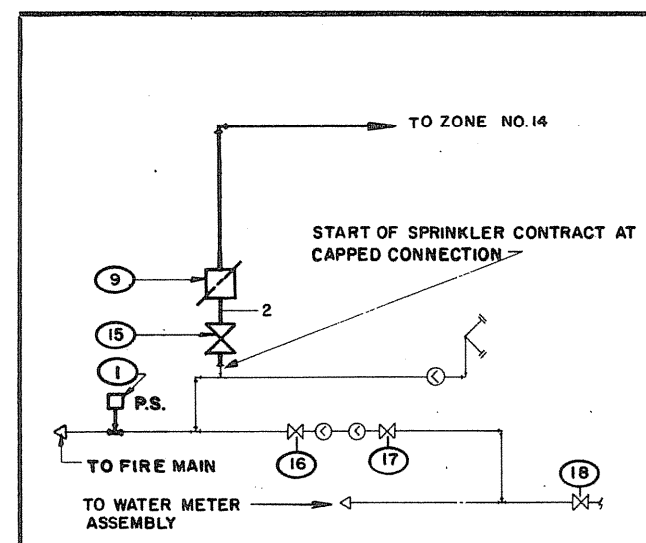 TO ZONE NO.14
START OF SPRINKLER CONTRACT AT
CAPPED CONNECTION
9
2
15
1
P.S.
TO FIRE MAIN
16
17
18
TO WATER METER
ASSEMBLY